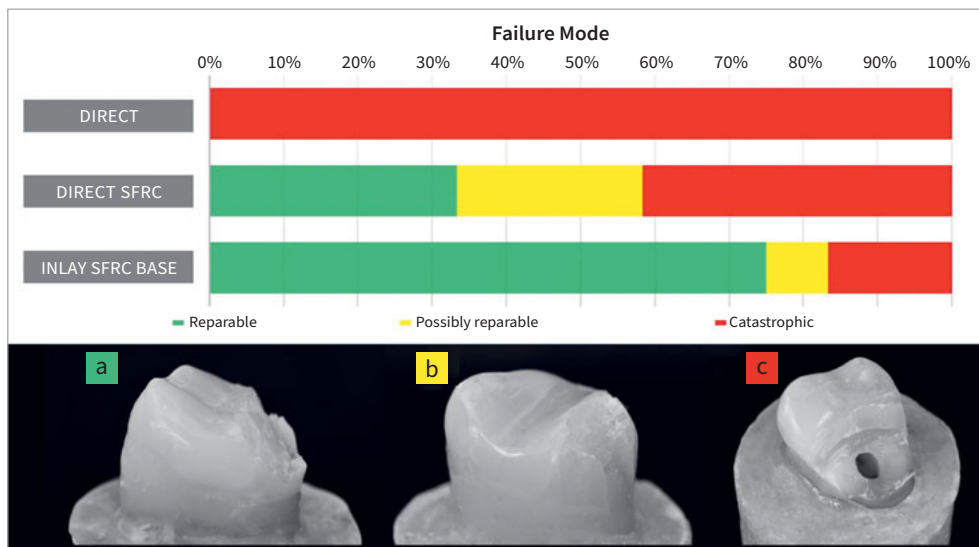 Failure Mode
0% 10% 20% 30% 40% 50% 60% 70% 80% 90% 100%
DIRECT
DIRECT SFRC
INLAY SFRC BASE
Reparable Possibly reparable Catastrophic
a b c